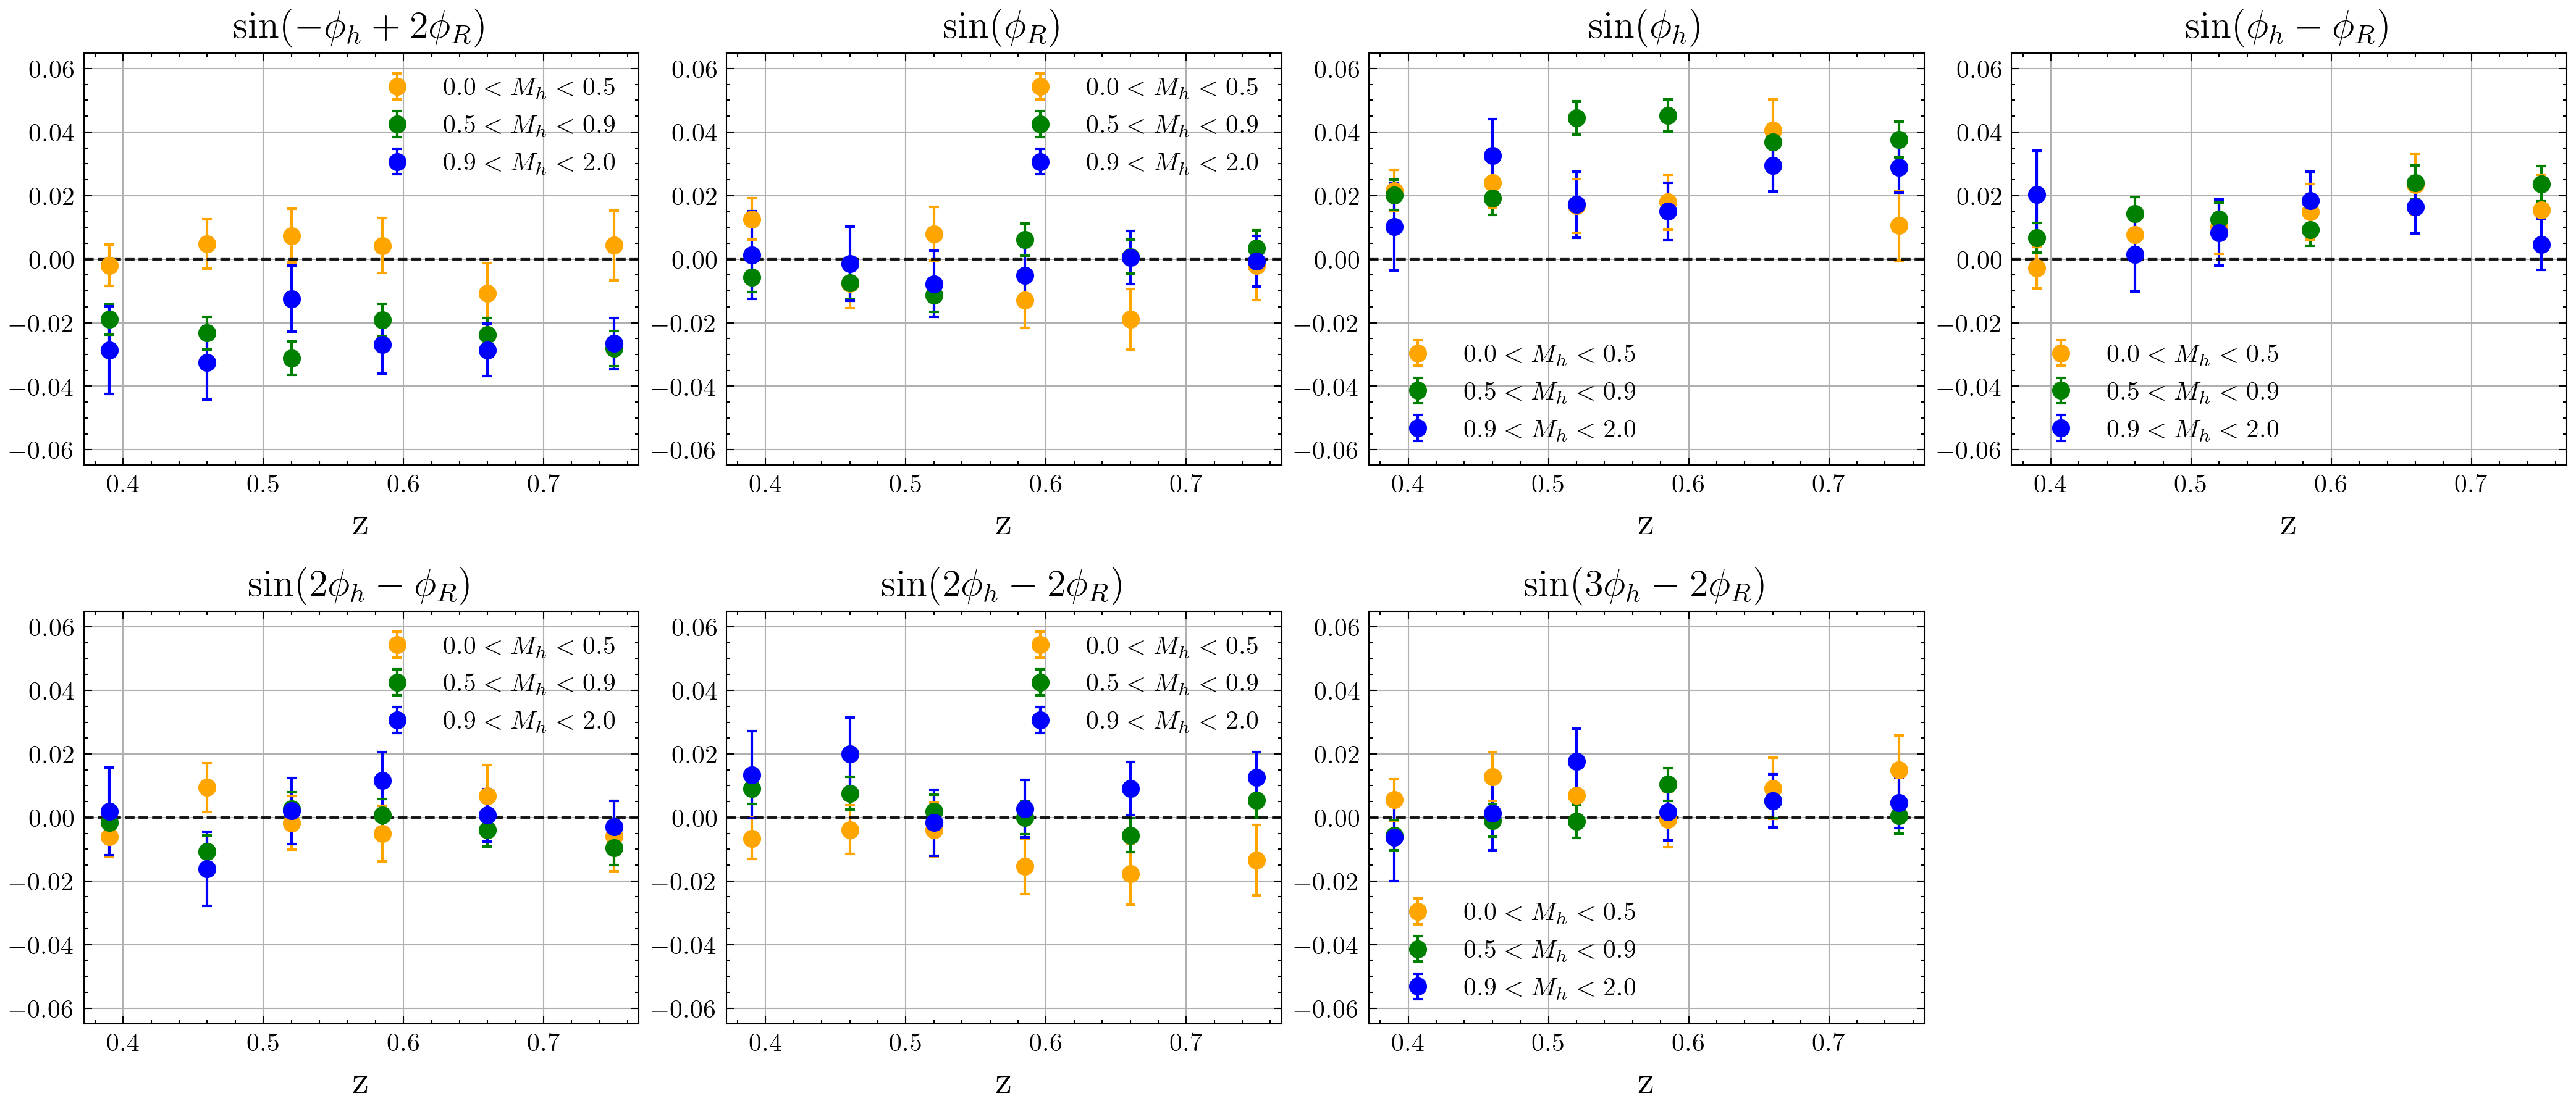 sin(−ϕ_h + 2ϕ_R)
0.06
0.04
0.02
0.00
−0.02
−0.04
−0.06
0.0 < M_h < 0.5
0.5 < M_h < 0.9
0.9 < M_h < 2.0
0.4 0.5 0.6 0.7
z
sin(ϕ_R)
0.06
0.04
0.02
0.00
−0.02
−0.04
−0.06
0.0 < M_h < 0.5
0.5 < M_h < 0.9
0.9 < M_h < 2.0
0.4 0.5 0.6 0.7
z
sin(ϕ_h)
0.06
0.04
0.02
0.00
−0.02
−0.04
−0.06
0.0 < M_h < 0.5
0.5 < M_h < 0.9
0.9 < M_h < 2.0
0.4 0.5 0.6 0.7
z
sin(ϕ_h − ϕ_R)
0.06
0.04
0.02
0.00
−0.02
−0.04
−0.06
0.0 < M_h < 0.5
0.5 < M_h < 0.9
0.9 < M_h < 2.0
0.4 0.5 0.6 0.7
z
sin(2ϕ_h − ϕ_R)
0.06
0.04
0.02
0.00
−0.02
−0.04
−0.06
0.0 < M_h < 0.5
0.5 < M_h < 0.9
0.9 < M_h < 2.0
0.4 0.5 0.6 0.7
z
sin(2ϕ_h − 2ϕ_R)
0.06
0.04
0.02
0.00
−0.02
−0.04
−0.06
0.0 < M_h < 0.5
0.5 < M_h < 0.9
0.9 < M_h < 2.0
0.4 0.5 0.6 0.7
z
sin(3ϕ_h − 2ϕ_R)
0.06
0.04
0.02
0.00
−0.02
−0.04
−0.06
0.0 < M_h < 0.5
0.5 < M_h < 0.9
0.9 < M_h < 2.0
0.4 0.5 0.6 0.7
z